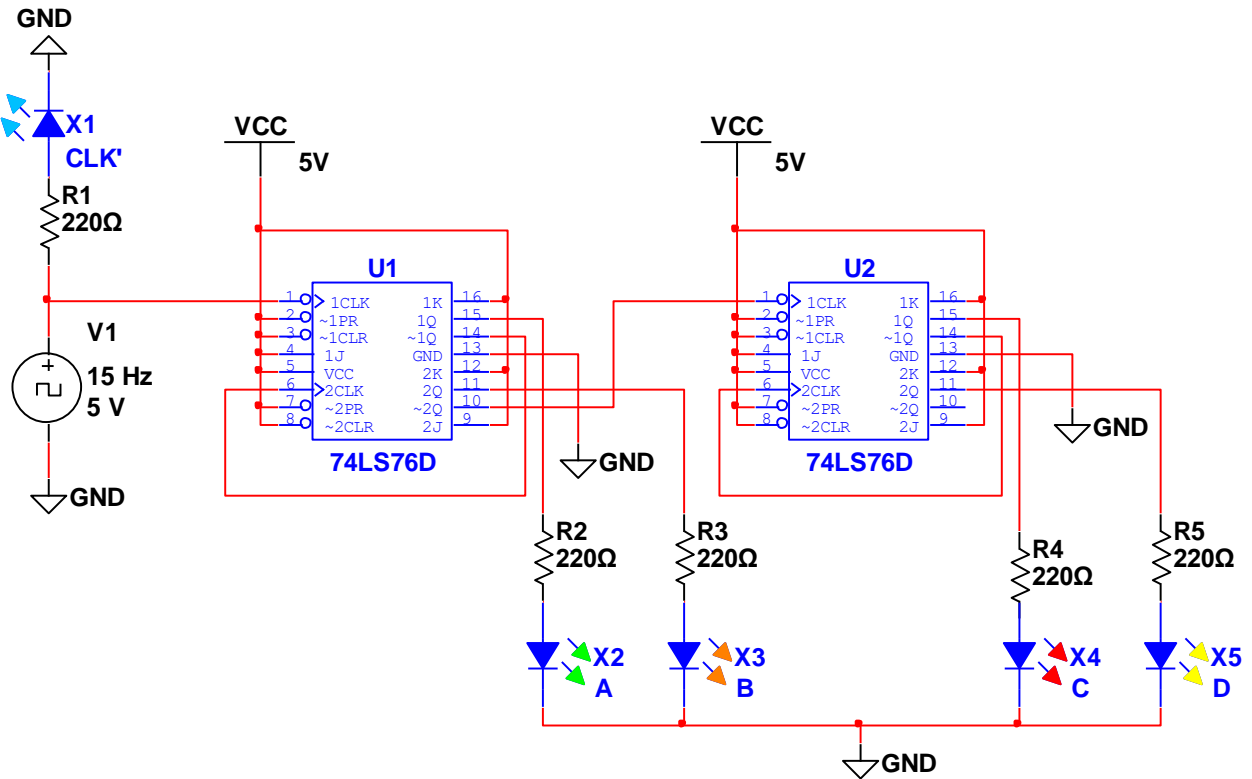 GND
X1
CLK'
R1
220Ω
V1
15 Hz
5 V
GND
VCC
5V
U1
1 1CLK 1K 16
2 ~1PR 1Q 15
3 ~1CLR ~1Q 14
4 1J GND 13
5 VCC 2K 12
6 2CLK 2Q 11
7 ~2PR ~2Q 10
8 ~2CLR 2J 9
74LS76D
GND
VCC
5V
U2
1 1CLK 1K 16
2 ~1PR 1Q 15
3 ~1CLR ~1Q 14
4 1J GND 13
5 VCC 2K 12
6 2CLK 2Q 11
7 ~2PR ~2Q 10
8 ~2CLR 2J 9
74LS76D
GND
R2
220Ω
R3
220Ω
R4
220Ω
R5
220Ω
X2
A
X3
B
X4
C
X5
D
GND